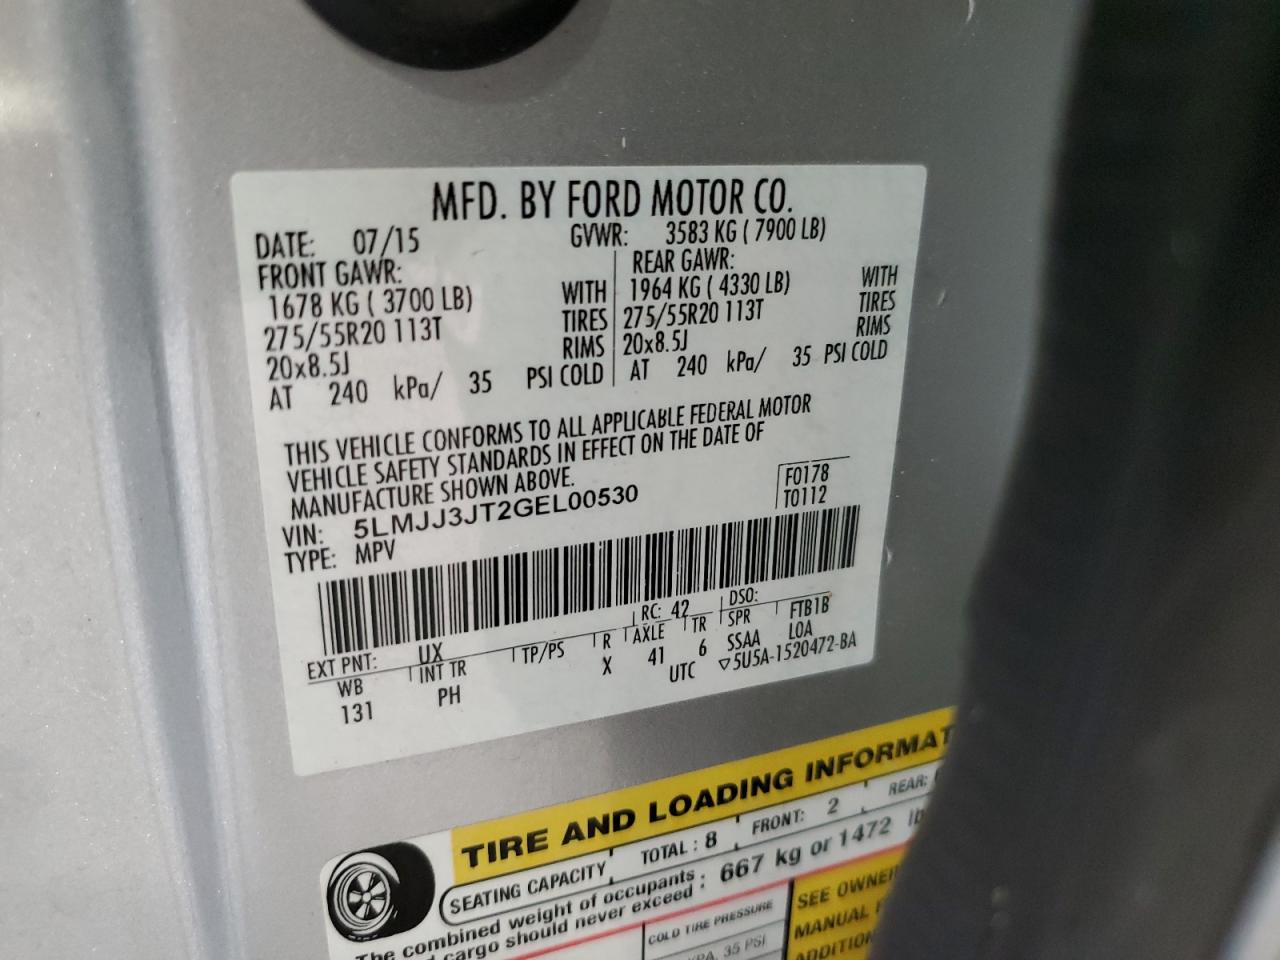 MFD. BY FORD MOTOR CO.
DATE: 07/15 GVWR: 3583 KG ( 7900 LB)
FRONT GAWR: REAR GAWR:
1678 KG ( 3700 LB) WITH 1964 KG ( 4330 LB) WITH
275/55R20 113T TIRES 275/55R20 113T TIRES
20x8.5J RIMS 20x8.5J RIMS
AT 240 kPa/ 35 PSI COLD AT 240 kPa/ 35 PSI COLD
THIS VEHICLE CONFORMS TO ALL APPLICABLE FEDERAL MOTOR
VEHICLE SAFETY STANDARDS IN EFFECT ON THE DATE OF
MANUFACTURE SHOWN ABOVE.
F0178
VIN: 5LMJJ3JT2GEL00530 T0112
TYPE: MPV
EXT PNT: UX RC: 42 DSO: FTB1B
WB INT TR TP/PS R AXLE TR SPR LOA
131 PH X 41 6 SSAA
UTC ▽5U5A-1520472-BA
TIRE AND LOADING INFORMAT
SEATING CAPACITY TOTAL : 8 FRONT: 2 REAR:
The combined weight of occupants
d cargo should never exceed : 667 kg or 1472 lb
COLD TIRE PRESSURE
KPA, 35 PSI
SEE OWNER
MANUAL F
ADDITION